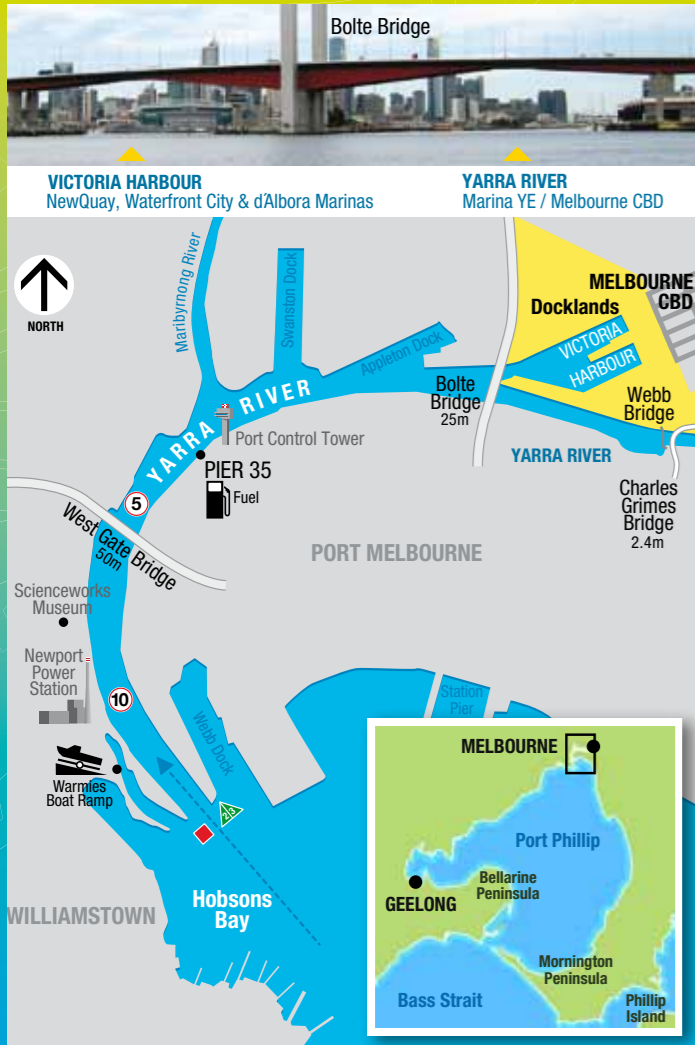 Bolte Bridge
VICTORIA HARBOUR
NewQuay, Waterfront City & d'Albora Marinas
YARRA RIVER
Marina YE / Melbourne CBD
NORTH
Maribyrnong River
Swanston Dock
Appleton Dock
MELBOURNE
CBD
Docklands
VICTORIA
HARBOUR
Bolte
Bridge
25m
Webb
Bridge
YARRA RIVER
YARRA RIVER
Port Control Tower
PIER 35
Fuel
5
West Gate Bridge
50m
Charles
Grimes
Bridge
2.4m
PORT MELBOURNE
Scienceworks
Museum
Newport
Power
Station
10
Webb Dock
Station
Pier
Warmies
Boat Ramp
2/3
Hobsons
Bay
WILLIAMSTOWN
MELBOURNE
Port Phillip
Bellarine
Peninsula
GEELONG
Mornington
Peninsula
Bass Strait
Phillip
Island